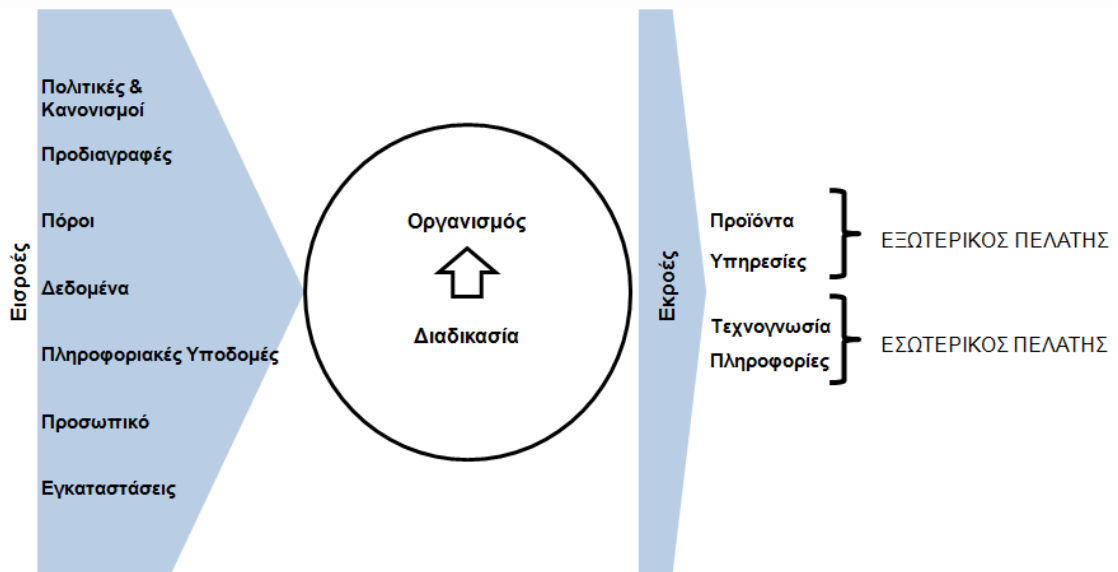 Εισροές
Πολιτικές &
Κανονισμοί
Προδιαγραφές
Πόροι
Δεδομένα
Πληροφοριακές Υποδομές
Προσωπικό
Εγκαταστάσεις
Οργανισμός
Διαδικασία
Εκροές
Προϊόντα
Υπηρεσίες
ΕΞΩΤΕΡΙΚΟΣ ΠΕΛΑΤΗΣ
Τεχνογνωσία
Πληροφορίες
ΕΣΩΤΕΡΙΚΟΣ ΠΕΛΑΤΗΣ